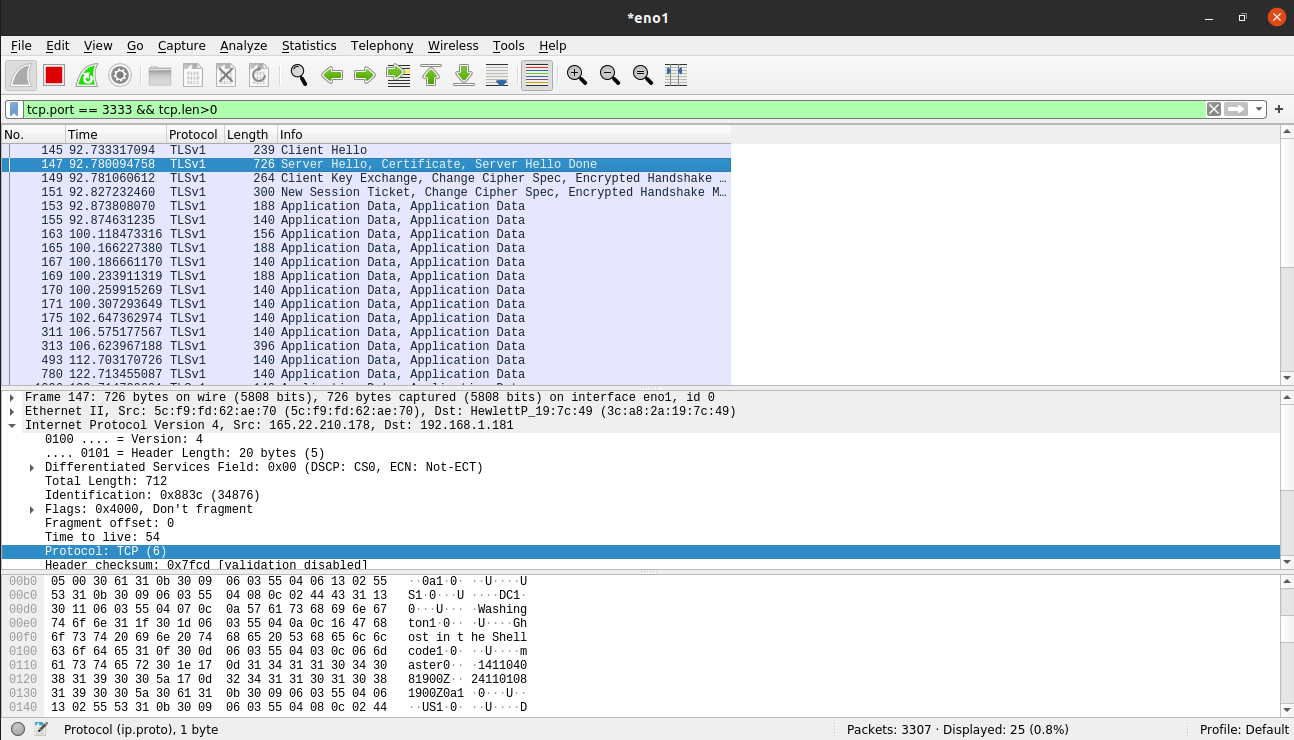 *eno1
File Edit View Go Capture Analyze Statistics Telephony Wireless Tools Help
tcp.port == 3333 && tcp.len>0
No. Time Protocol Length Info
145 92.733317094 TLSv1 239 Client Hello
147 92.780094758 TLSv1 726 Server Hello, Certificate, Server Hello Done
149 92.781060612 TLSv1 264 Client Key Exchange, Change Cipher Spec, Encrypted Handshake …
151 92.827232460 TLSv1 300 New Session Ticket, Change Cipher Spec, Encrypted Handshake M…
153 92.873808070 TLSv1 188 Application Data, Application Data
155 92.874631235 TLSv1 140 Application Data, Application Data
163 100.118473316 TLSv1 156 Application Data, Application Data
165 100.166227380 TLSv1 188 Application Data, Application Data
167 100.186661170 TLSv1 140 Application Data, Application Data
169 100.233911319 TLSv1 188 Application Data, Application Data
170 100.259915269 TLSv1 140 Application Data, Application Data
171 100.307293649 TLSv1 140 Application Data, Application Data
175 102.647362974 TLSv1 140 Application Data, Application Data
311 106.575177567 TLSv1 140 Application Data, Application Data
313 106.623967188 TLSv1 396 Application Data, Application Data
493 112.703170726 TLSv1 140 Application Data, Application Data
780 122.713455087 TLSv1 140 Application Data, Application Data
Frame 147: 726 bytes on wire (5808 bits), 726 bytes captured (5808 bits) on interface eno1, id 0
Ethernet II, Src: 5c:f9:fd:62:ae:70 (5c:f9:fd:62:ae:70), Dst: HewlettP_19:7c:49 (3c:a8:2a:19:7c:49)
Internet Protocol Version 4, Src: 165.22.210.178, Dst: 192.168.1.181
0100 .... = Version: 4
.... 0101 = Header Length: 20 bytes (5)
Differentiated Services Field: 0x00 (DSCP: CS0, ECN: Not-ECT)
Total Length: 712
Identification: 0x883c (34876)
Flags: 0x4000, Don't fragment
Fragment offset: 0
Time to live: 54
Protocol: TCP (6)
Header checksum: 0x7fcd [validation disabled]
00b0 05 00 30 61 31 0b 30 09 06 03 55 04 06 13 02 55 ··0a1·0· ··U····U
00c0 53 31 0b 30 09 06 03 55 04 08 0c 02 44 43 31 13 S1·0···U ····DC1·
00d0 30 11 06 03 55 04 07 0c 0a 57 61 73 68 69 6e 67 0···U··· ·Washing
00e0 74 6f 6e 31 1f 30 1d 06 03 55 04 0a 0c 16 47 68 ton1·0·· ·U····Gh
00f0 6f 73 74 20 69 6e 20 74 68 65 20 53 68 65 6c 6c ost in t he Shell
0100 63 6f 64 65 31 0f 30 0d 06 03 55 04 03 0c 06 6d code1·0· ··U····m
0110 61 73 74 65 72 30 1e 17 0d 31 34 31 31 30 34 30 aster0·· ·1411040
0120 38 31 39 30 30 5a 17 0d 32 34 31 31 30 31 30 38 81900Z·· 24110108
0130 31 39 30 30 5a 30 61 31 0b 30 09 06 03 55 04 06 1900Z0a1 ·0···U··
0140 13 02 55 53 31 0b 30 09 06 03 55 04 08 0c 02 44 ··US1·0· ··U····D
Protocol (ip.proto), 1 byte Packets: 3307 · Displayed: 25 (0.8%) Profile: Default